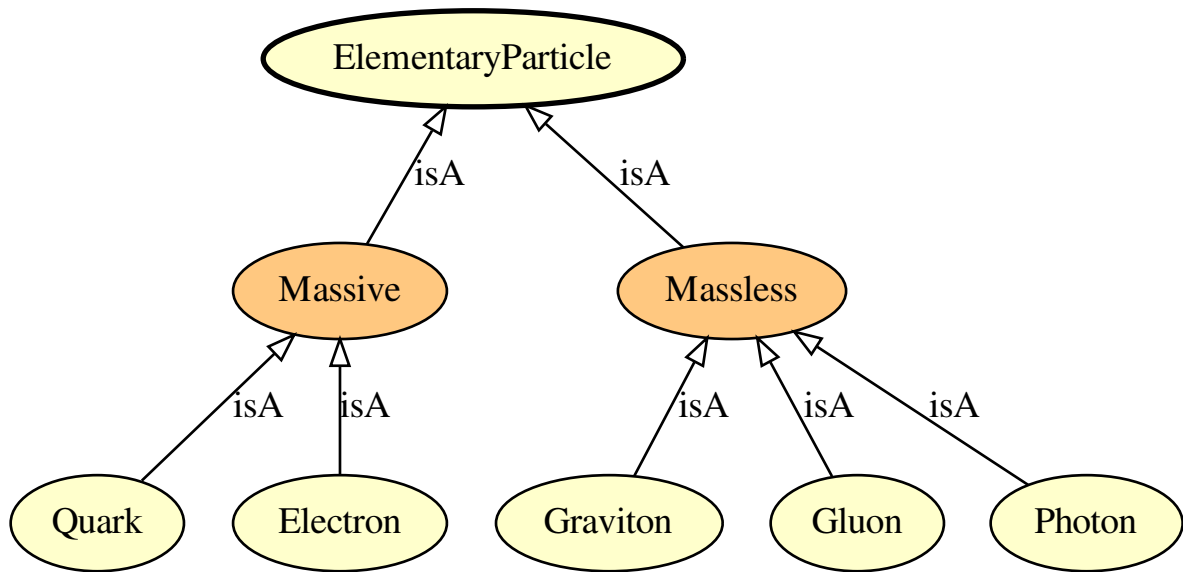 ElementaryParticle
isA
isA
Massive
Massless
isA
isA
isA
isA
isA
Quark
Electron
Graviton
Gluon
Photon